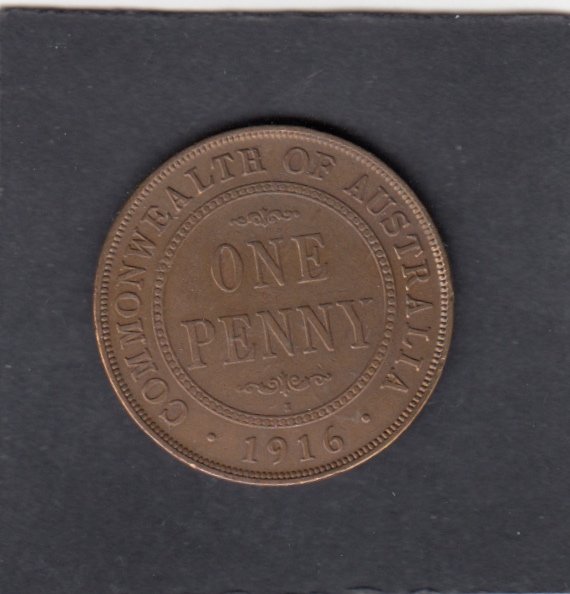 COMMONWEALTH OF AUSTRALIA
ONE
PENNY
I
· 1916 ·